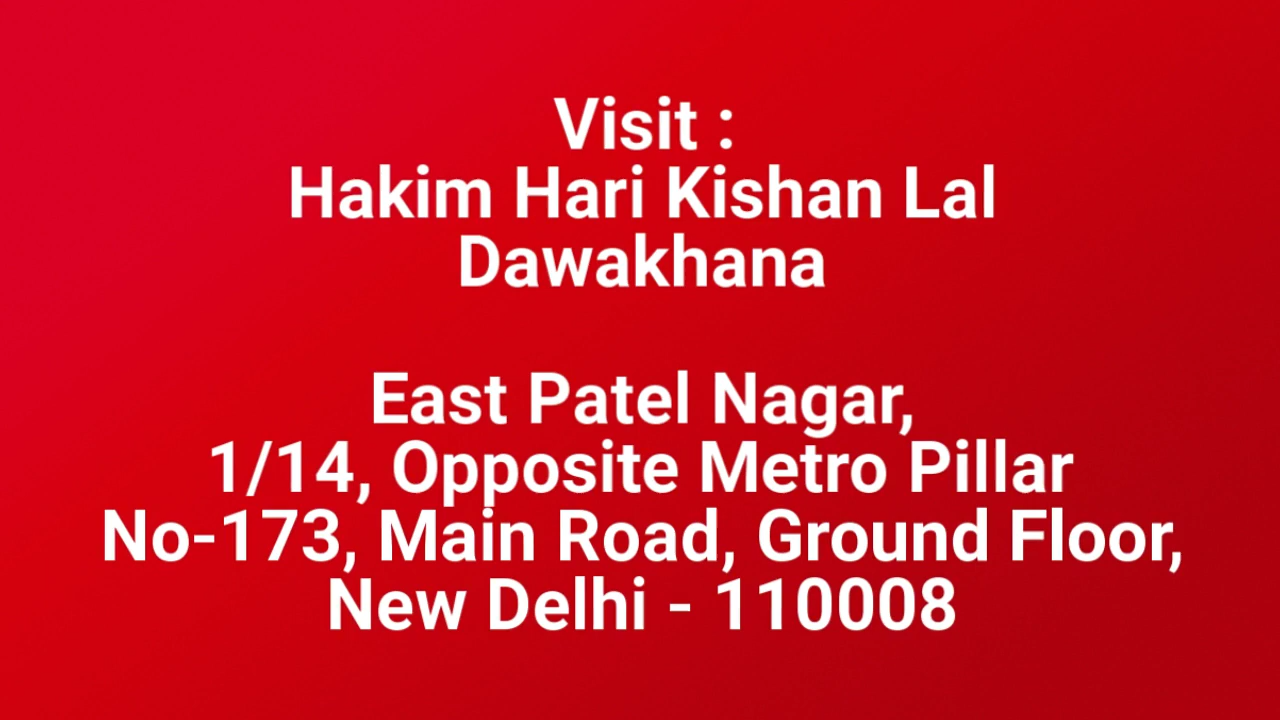 Visit :
Hakim Hari Kishan Lal
Dawakhana
East Patel Nagar,
1/14, Opposite Metro Pillar
No-173, Main Road, Ground Floor,
New Delhi - 110008